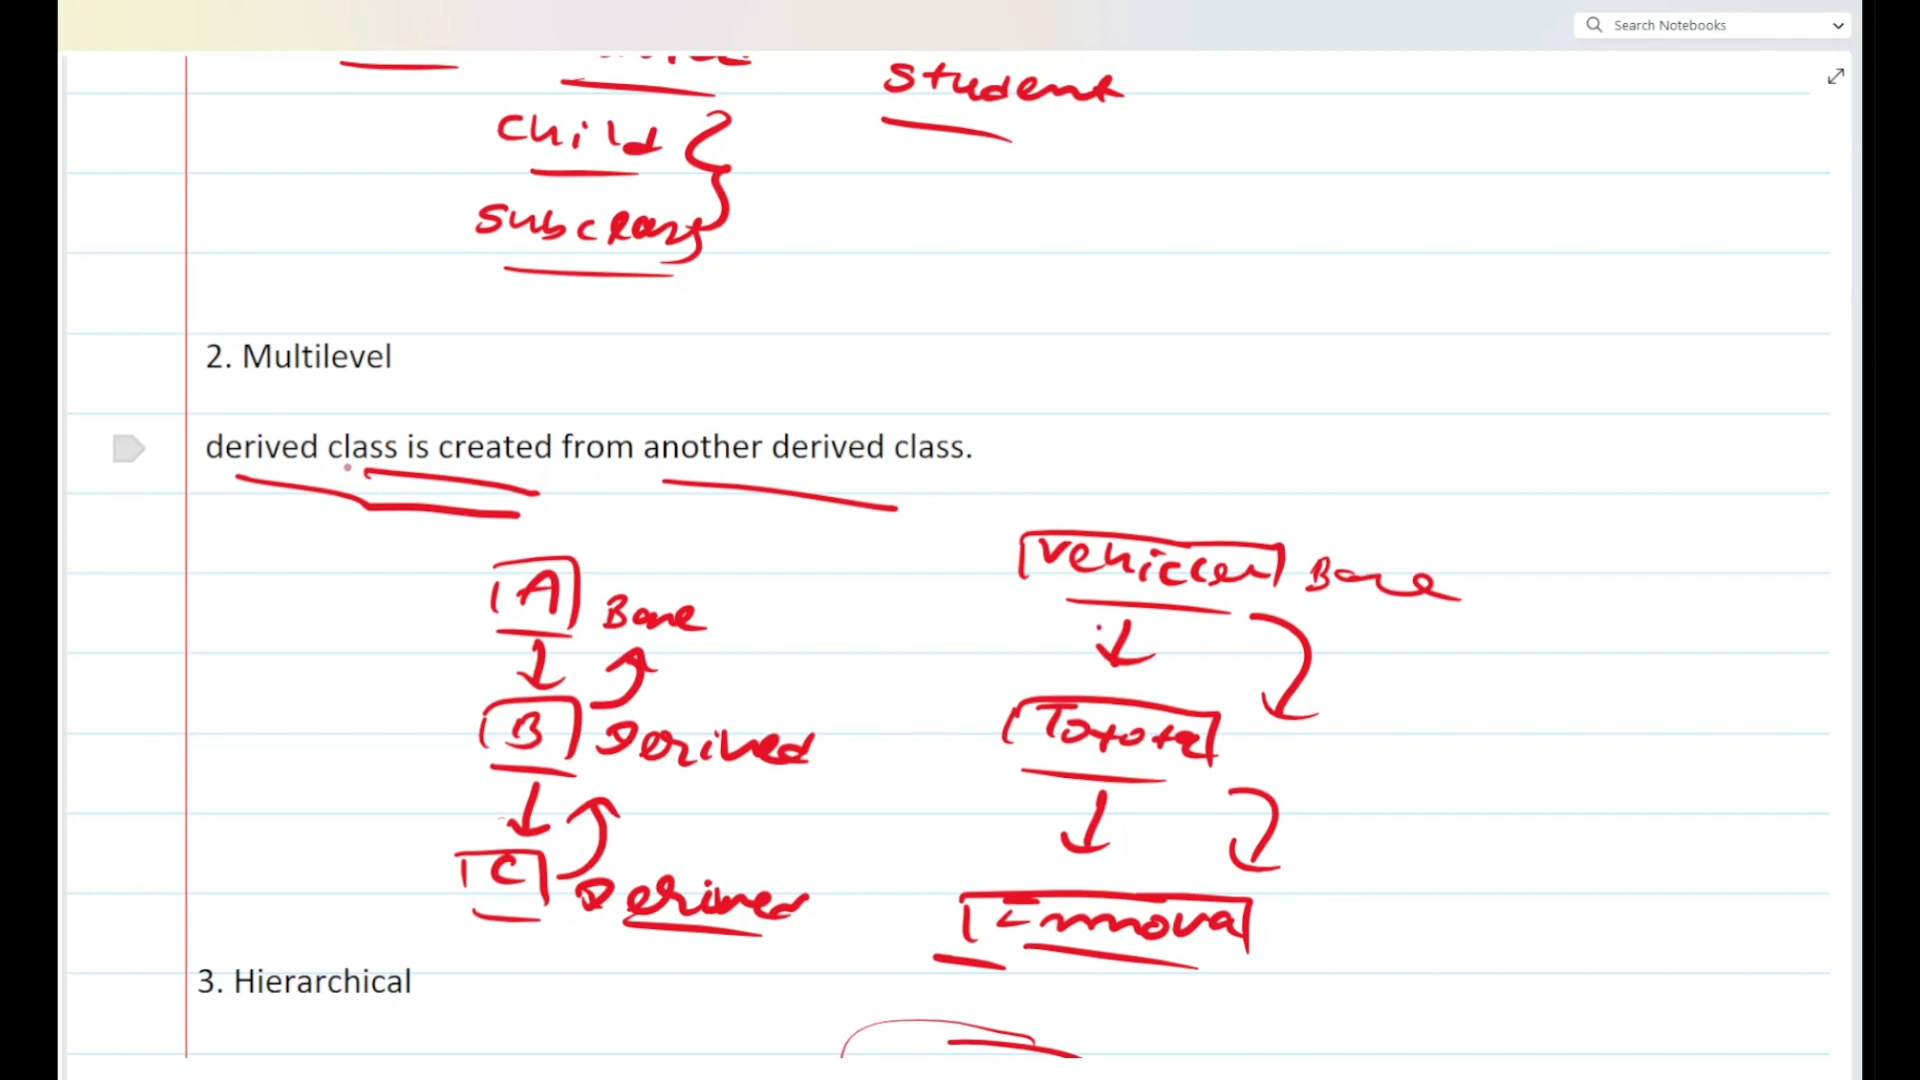 Search Notebooks
student
child
subclass
2. Multilevel
derived class is created from another derived class.
vehicles Base
A Base
B Derived
Toyota
C Derived
Innova
3. Hierarchical